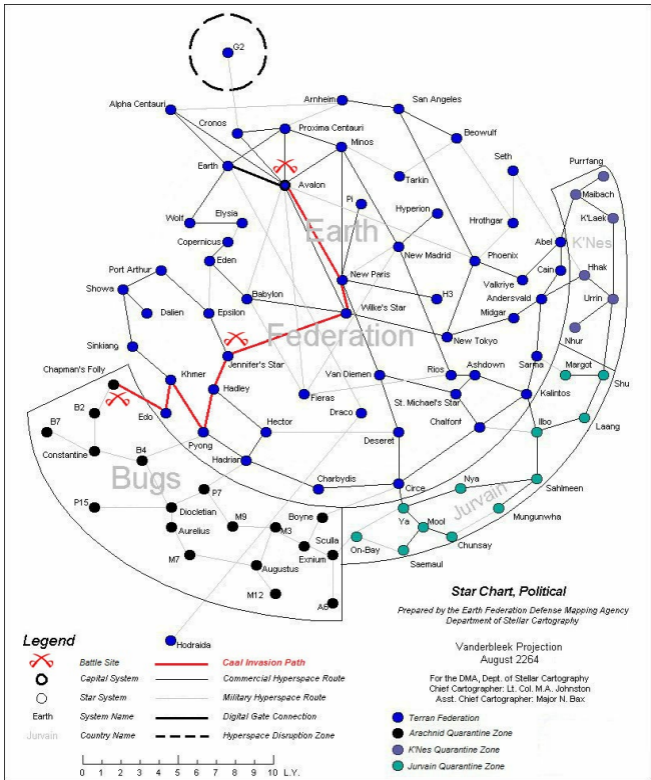 G2
Arnheim
San Angeles
Alpha Centauri
Cronos
Proxima Centauri
Minos
Beowulf
Earth
Avalon
Tarkin
Seth
Purrfang
Maibach
K'Laek
Pi
Hyperion
Wolf
Elysia
Earth
Hrothgar
Abel
K'Nes
Copernicus
New Madrid
Phoenix
Eden
Port Arthur
New Paris
Valkriye
Cain
Hhak
Showa
Babylon
H3
Andersvald
Urrin
Dalien
Epsilon
Wilke's Star
Midgar
Federation
New Tokyo
Nhur
Sinkiang
Jennifer's Star
Chapman's Folly
Khmer
Van Diemen
Rios
Ashdown
Sarma
Margot
Shu
Hadley
Fieras
St. Michael's Star
Kalintos
B2
Edo
Draco
B7
Pyong
Hector
Deseret
Chalfont
Ilbo
Laang
Constantine
B4
Bugs
Hadrian
Charbydis
Circe
Nya
Sahlmeen
Jurvain
P7
P15
Diocletian
M9
Boyne
Ya
Mool
Mungunwha
Aurelius
M3
Sculla
On-Bay
Chunsay
M7
Augustus
Exnium
Saemaul
M12
A6
Hodraida
Star Chart, Political
Prepared by the Earth Federation Defense Mapping Agency
Department of Stellar Cartography
Vanderbleek Projection
August 2264
For the DMA, Dept. of Stellar Cartography
Chief Cartographer: Lt. Col. M.A. Johnston
Asst. Chief Cartographer: Major N. Bax
Legend
Battle Site
Caal Invasion Path
Capital System
Commercial Hyperspace Route
Star System
Military Hyperspace Route
Earth
System Name
Digital Gate Connection
Jurvain
Country Name
Hyperspace Disruption Zone
Terran Federation
Arachnid Quarantine Zone
K'Nes Quarantine Zone
Jurvain Quarantine Zone
0 1 2 3 4 5 6 7 8 9 10 L.Y.